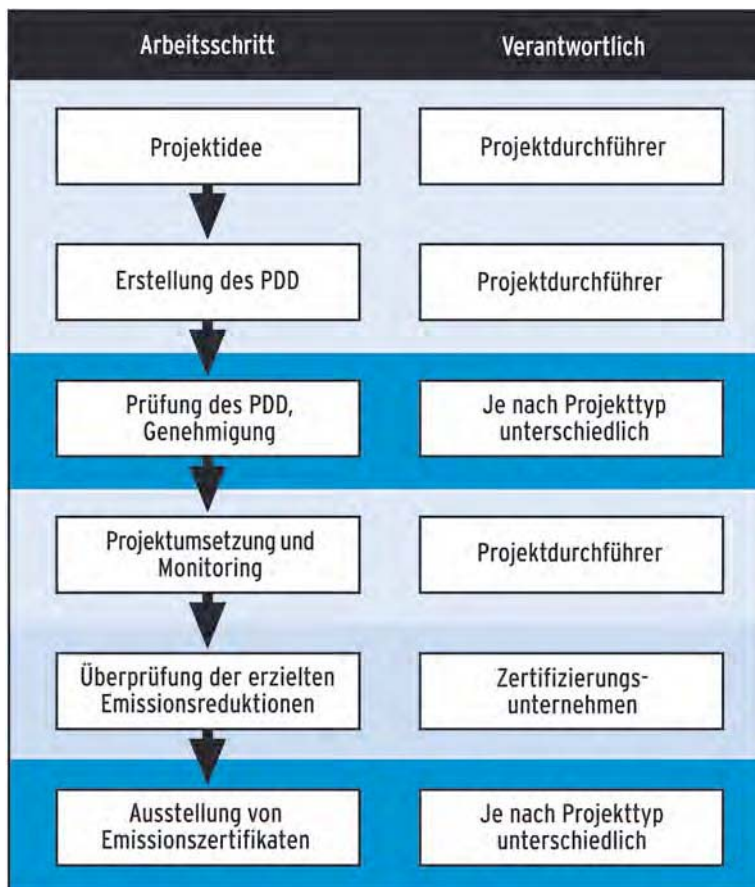 Arbeitsschritt
Verantwortlich
Projektidee
Projektdurchführer
Erstellung des PDD
Projektdurchführer
Prüfung des PDD,
Genehmigung
Je nach Projekttyp
unterschiedlich
Projektumsetzung und
Monitoring
Projektdurchführer
Überprüfung der erzielten
Emissionsreduktionen
Zertifizierungs-
unternehmen
Ausstellung von
Emissionszertifikaten
Je nach Projekttyp
unterschiedlich